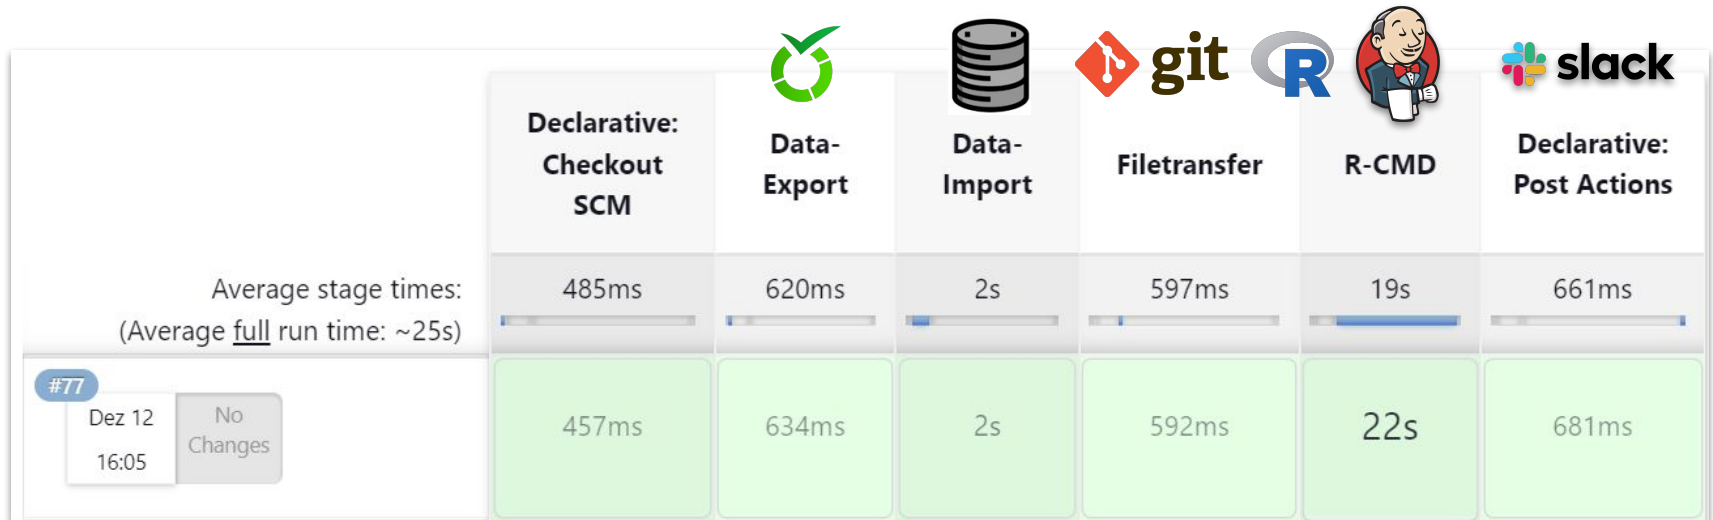 git
R
slack
Declarative:
Checkout
SCM
Data-
Export
Data-
Import
Filetransfer
R-CMD
Declarative:
Post Actions
Average stage times:
(Average full run time: ~25s)
485ms
620ms
2s
597ms
19s
661ms
#77
Dez 12
16:05
No
Changes
457ms
634ms
2s
592ms
22s
681ms